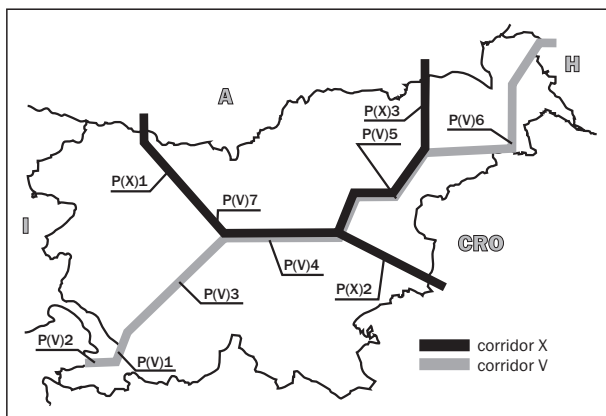 H
A
P(X)3
P(V)5
P(V)6
P(X)1
P(V)7
I
CRO
P(V)4
P(X)2
P(V)3
P(V)2
P(V)1
corridor X
corridor V